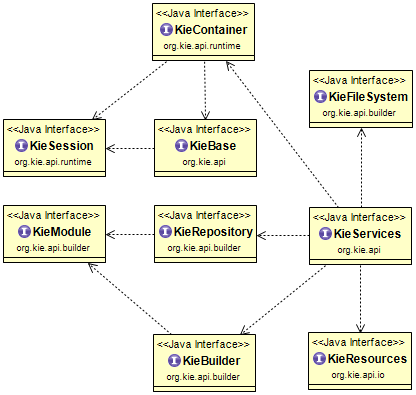 <<Java Interface>>
I KieContainer
org.kie.api.runtime
<<Java Interface>>
I KieFileSystem
org.kie.api.builder
<<Java Interface>>
I KieSession
org.kie.api.runtime
<<Java Interface>>
I KieBase
org.kie.api
<<Java Interface>>
I KieModule
org.kie.api.builder
<<Java Interface>>
I KieRepository
org.kie.api.builder
<<Java Interface>>
I KieServices
org.kie.api
<<Java Interface>>
I KieBuilder
org.kie.api.builder
<<Java Interface>>
I KieResources
org.kie.api.io